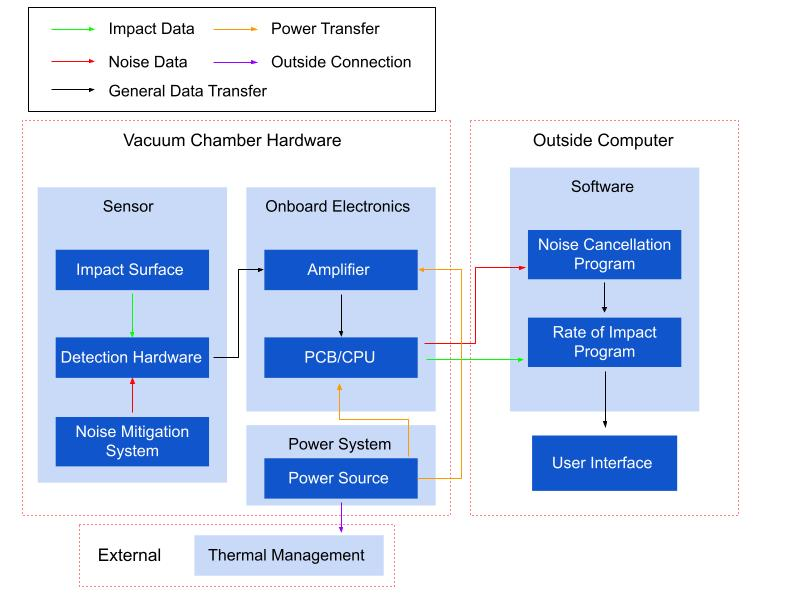 Impact Data
Power Transfer
Noise Data
Outside Connection
General Data Transfer
Vacuum Chamber Hardware
Sensor
Impact Surface
Detection Hardware
Noise Mitigation
System
Onboard Electronics
Amplifier
PCB/CPU
Power System
Power Source
Outside Computer
Software
Noise Cancellation
Program
Rate of Impact
Program
User Interface
External
Thermal Management